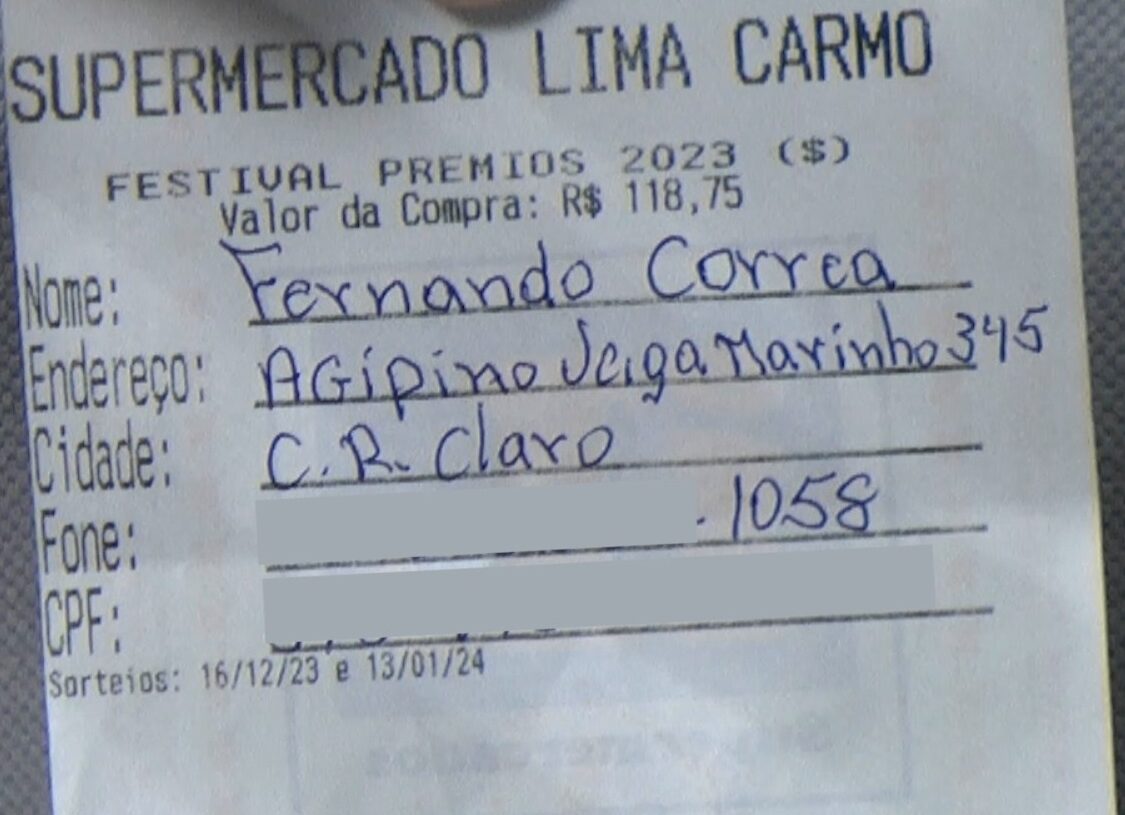 SUPERMERCADO LIMA CARMO
FESTIVAL PREMIOS 2023 ($)
Valor da Compra: R$ 118,75
Nome: Fernando Correa
Endereço: AGipino Veiga Marinho 345
Cidade: C.R. Claro
Fone: . 1058
CPF:
Sorteios: 16/12/23 e 13/01/24